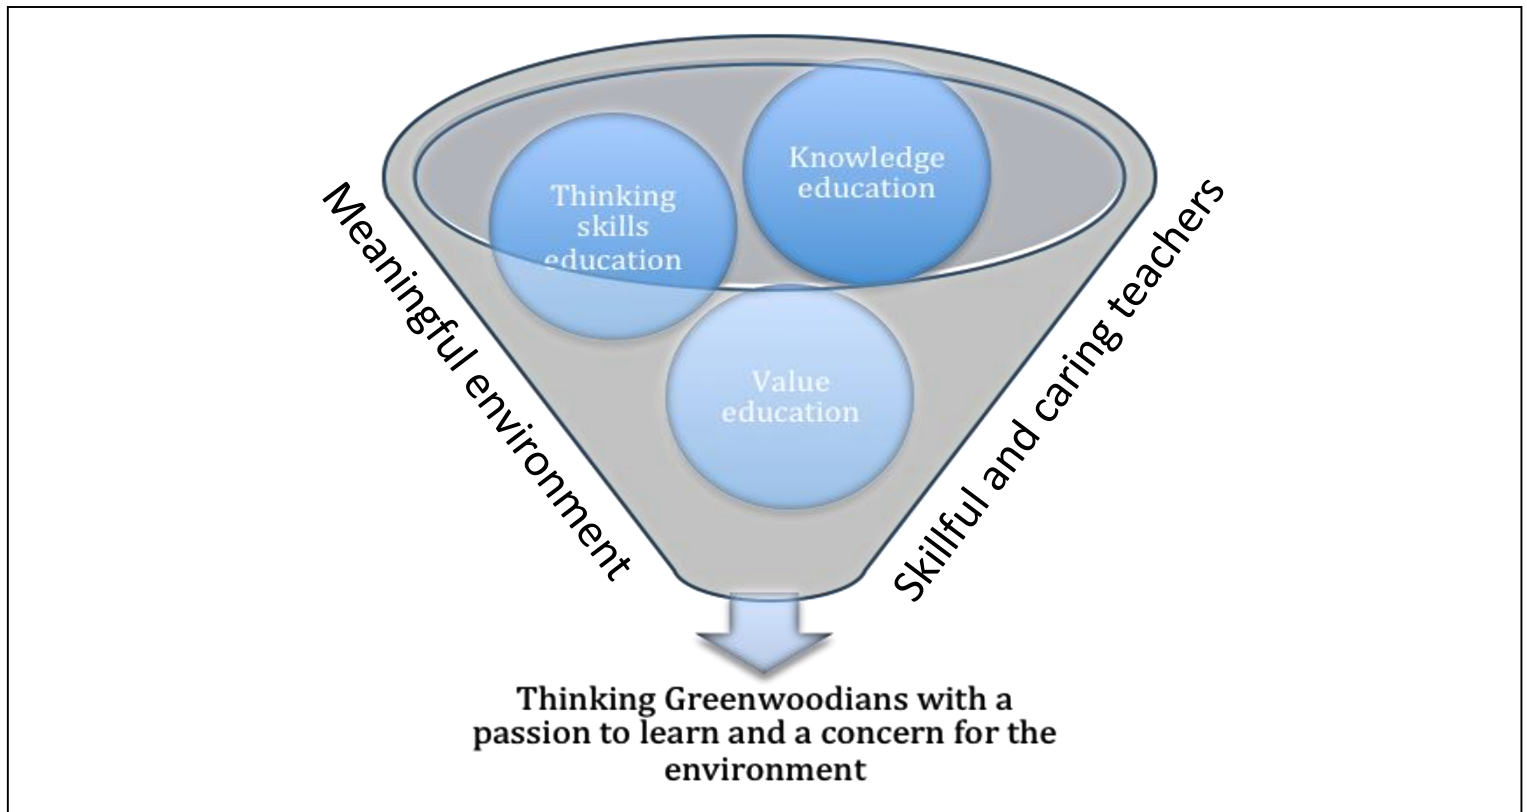 Knowledge
education
Thinking
skills
education
Value
education
Meaningful environment
Skillful and caring teachers
Thinking Greenwoodians with a
passion to learn and a concern for the
environment